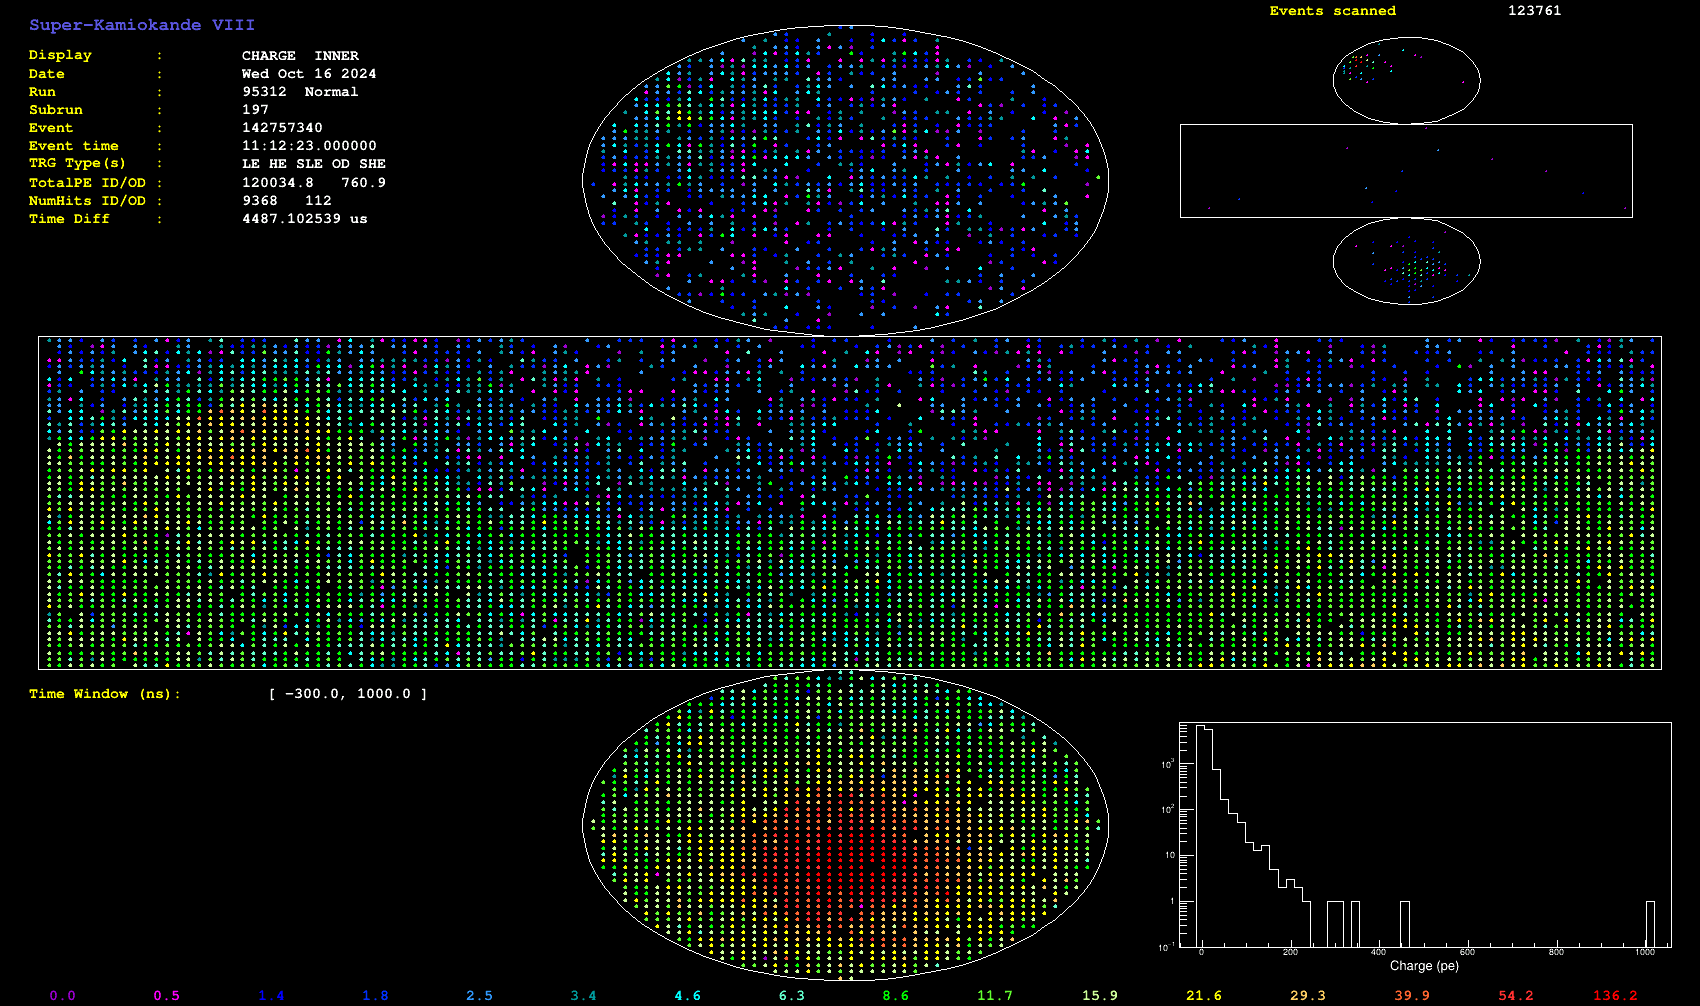 Super-Kamiokande VIII
Events scanned 123761
Display : CHARGE INNER
Date : Wed Oct 16 2024
Run : 95312 Normal
Subrun : 197
Event : 142757340
Event time : 11:12:23.000000
TRG Type(s) : LE HE SLE OD SHE
TotalPE ID/OD : 120034.8 760.9
NumHits ID/OD : 9368 112
Time Diff : 4487.102539 us
Time Window (ns): [ -300.0, 1000.0 ]
10³
10²
10
1
10⁻¹
0 200 400 600 800 1000
Charge (pe)
0.0 0.5 1.4 1.8 2.5 3.4 4.6 6.3 8.6 11.7 15.9 21.6 29.3 39.9 54.2 136.2